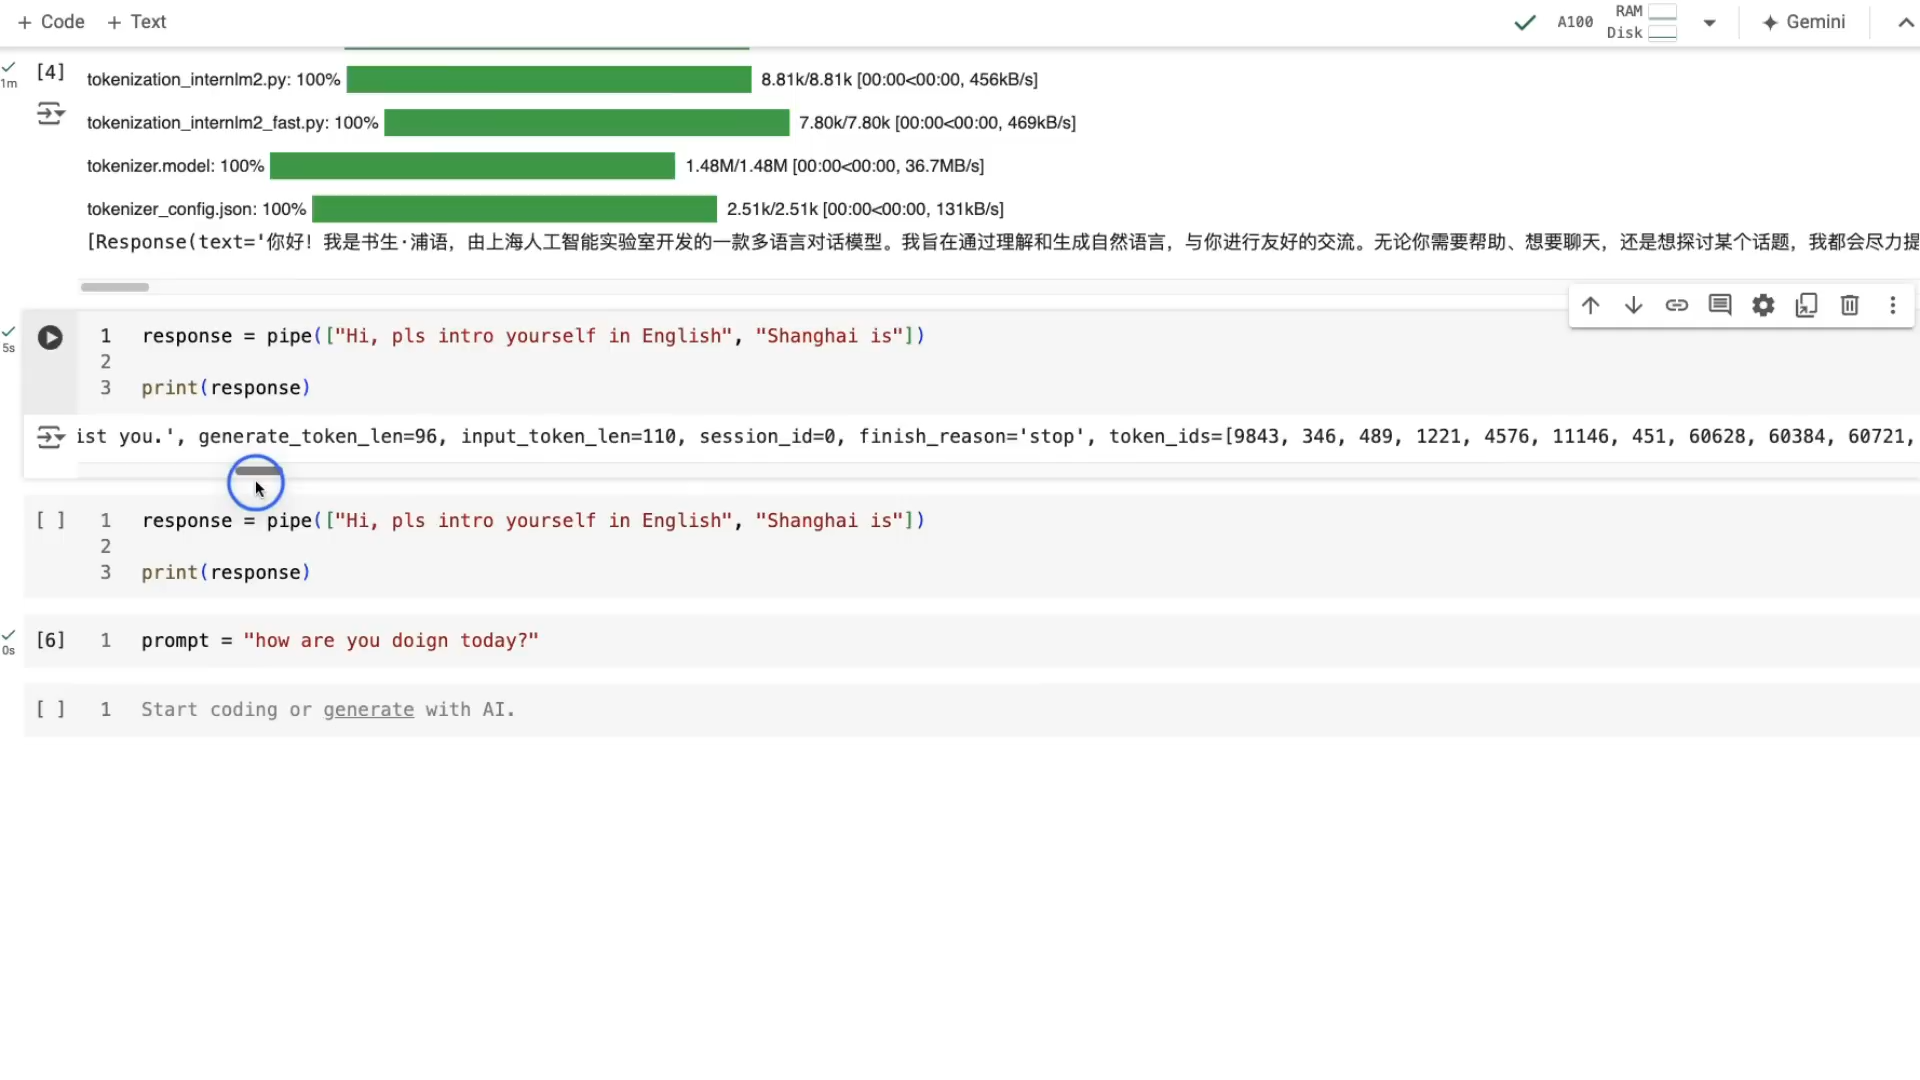 + Code + Text
A100
RAM
Disk
Gemini
1m
[4]
tokenization_internlm2.py: 100% 8.81k/8.81k [00:00<00:00, 456kB/s]
tokenization_internlm2_fast.py: 100% 7.80k/7.80k [00:00<00:00, 469kB/s]
tokenizer.model: 100% 1.48M/1.48M [00:00<00:00, 36.7MB/s]
tokenizer_config.json: 100% 2.51k/2.51k [00:00<00:00, 131kB/s]
[Response(text='你好！我是书生·浦语，由上海人工智能实验室开发的一款多语言对话模型。我旨在通过理解和生成自然语言，与你进行友好的交流。无论你需要帮助、想要聊天，还是想探讨某个话题，我都会尽力提
5s
1 response = pipe(["Hi, pls intro yourself in English", "Shanghai is"])
2
3 print(response)
ist you.', generate_token_len=96, input_token_len=110, session_id=0, finish_reason='stop', token_ids=[9843, 346, 489, 1221, 4576, 11146, 451, 60628, 60384, 60721,
[ ] 1 response = pipe(["Hi, pls intro yourself in English", "Shanghai is"])
2
3 print(response)
0s
[6] 1 prompt = "how are you doign today?"
[ ] 1 Start coding or generate with AI.